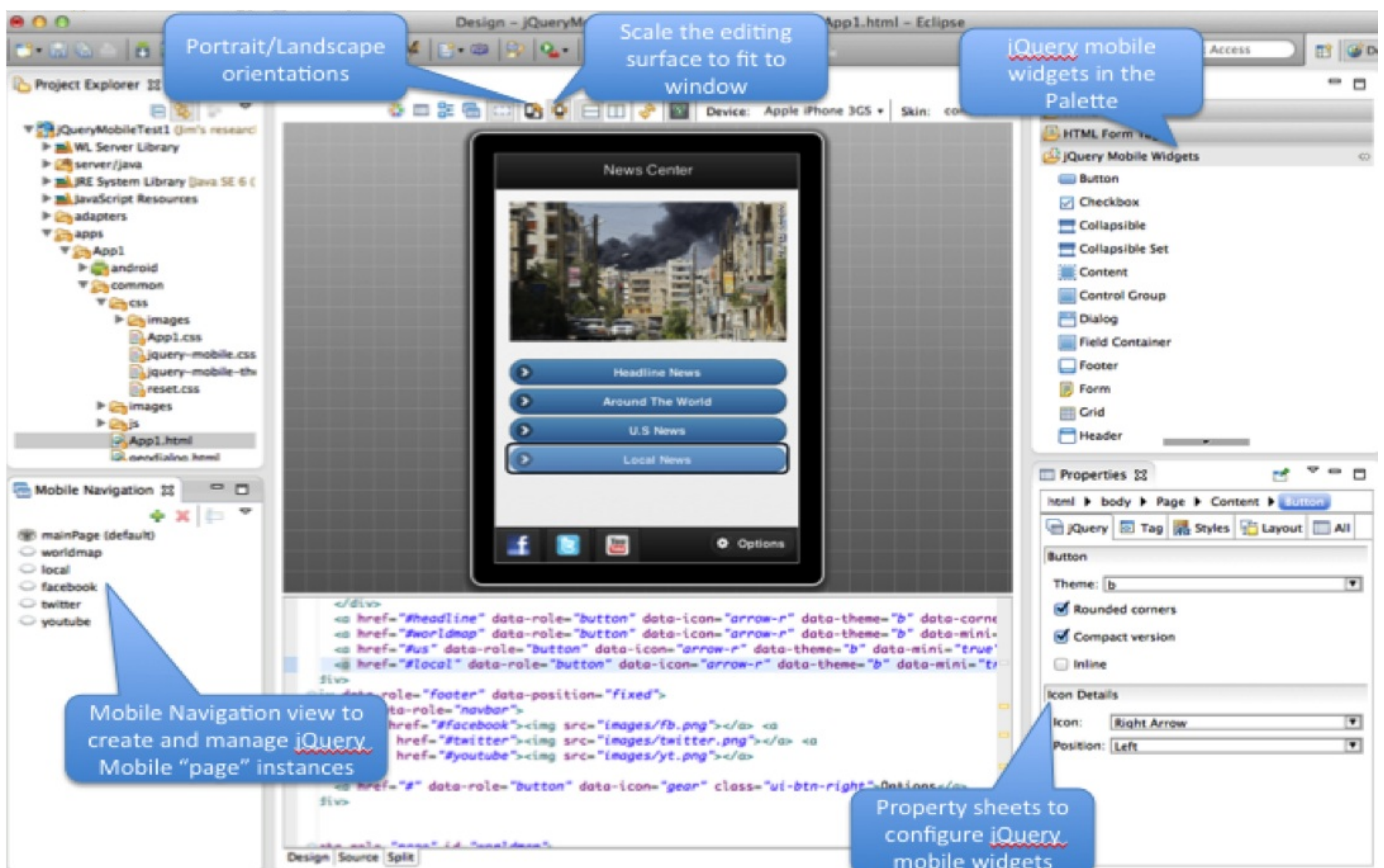 Design – jQueryM
App1.html – Eclipse
Portrait/Landscape
orientations
Scale the editing
surface to fit to
window
jQuery mobile
widgets in the
Palette
Access
Project Explorer
Device: Apple iPhone 3GS
Skin:
jQueryMobileTest1 (Jim's researc
WL Server Library
server/java
JRE System Library [Java SE 6 (
JavaScript Resources
adapters
apps
App1
android
common
css
images
App1.css
jquery-mobile.css
jquery-mobile-the
reset.css
images
js
App1.html
News Center
Headline News
Around The World
U.S News
Local News
Options
HTML Form
jQuery Mobile Widgets
Button
Checkbox
Collapsible
Collapsible Set
Content
Control Group
Dialog
Field Container
Footer
Form
Grid
Header
Mobile Navigation
mainPage (default)
worldmap
local
facebook
twitter
youtube
Mobile Navigation view to
create and manage jQuery
Mobile “page” instances
</div>
<a href="#headline" data-role="button" data-icon="arrow-r" data-theme="b" data-corne
<a href="#worldmap" data-role="button" data-icon="arrow-r" data-theme="b" data-mini=
<a href="#us" data-role="button" data-icon="arrow-r" data-theme="b" data-mini="true"
<a href="#local" data-role="button" data-icon="arrow-r" data-theme="b" data-mini="tr
div>
data-role="footer" data-position="fixed">
ata-role="navbar">
href="#facebook"><img src="images/fb.png"></a> <a
href="#twitter"><img src="images/twitter.png"></a> <a
href="#youtube"><img src="images/yt.png"></a>
href="#" data-role="button" data-icon="gear" class="ui-btn-right">Options</a>
div>
Design Source Split
Properties
html body Page Content Button
jQuery Tag Styles Layout All
Button
Theme: b
Rounded corners
Compact version
Inline
Icon Details
Icon: Right Arrow
Position: Left
Property sheets to
configure jQuery
mobile widgets